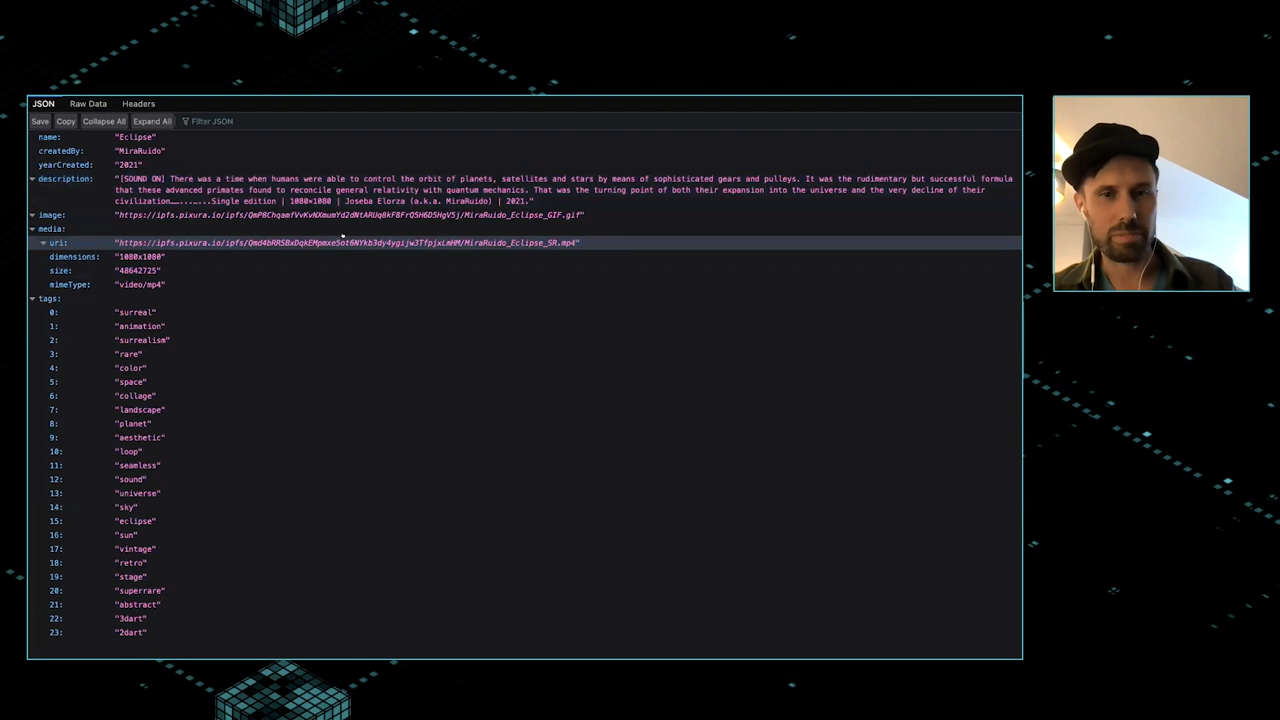 JSON Raw Data Headers
Save Copy Collapse All Expand All Filter JSON
name: "Eclipse"
createdBy: "MiraRuido"
yearCreated: "2021"
description: "[SOUND ON] There was a time when humans were able to control the orbit of planets, satellites and stars by means of sophisticated gears and pulleys. It was the rudimentary but successful formula
that these advanced primates found to reconcile general relativity with quantum mechanics. That was the turning point of both their expansion into the universe and the very decline of their
civilization…….…...Single edition | 1080×1080 | Joseba Elorza (a.k.a. MiraRuido) | 2021."
image:
media:
uri:
dimensions: "1080x1080"
size: "48642725"
mimeType: "video/mp4"
tags:
0: "surreal"
1: "animation"
2: "surrealism"
3: "rare"
4: "color"
5: "space"
6: "collage"
7: "landscape"
8: "planet"
9: "aesthetic"
10: "loop"
11: "seamless"
12: "sound"
13: "universe"
14: "sky"
15: "eclipse"
16: "sun"
17: "vintage"
18: "retro"
19: "stage"
20: "superrare"
21: "abstract"
22: "3dart"
23: "2dart"